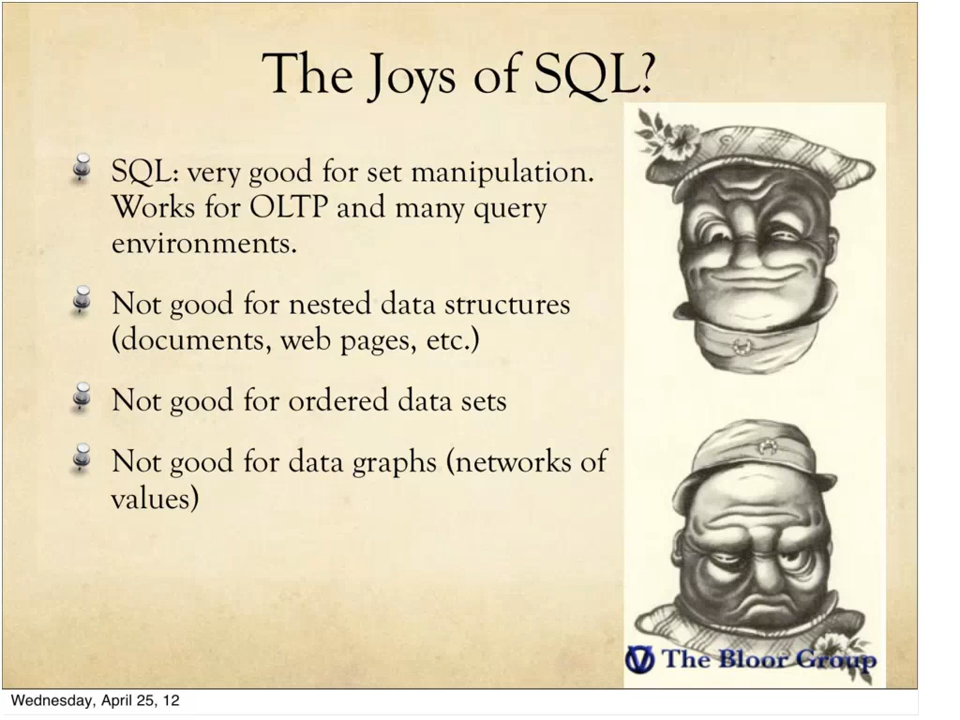 The Joys of SQL?
SQL: very good for set manipulation.
Works for OLTP and many query
environments.
Not good for nested data structures
(documents, web pages, etc.)
Not good for ordered data sets
Not good for data graphs (networks of
values)
The Bloor Group
Wednesday, April 25, 12